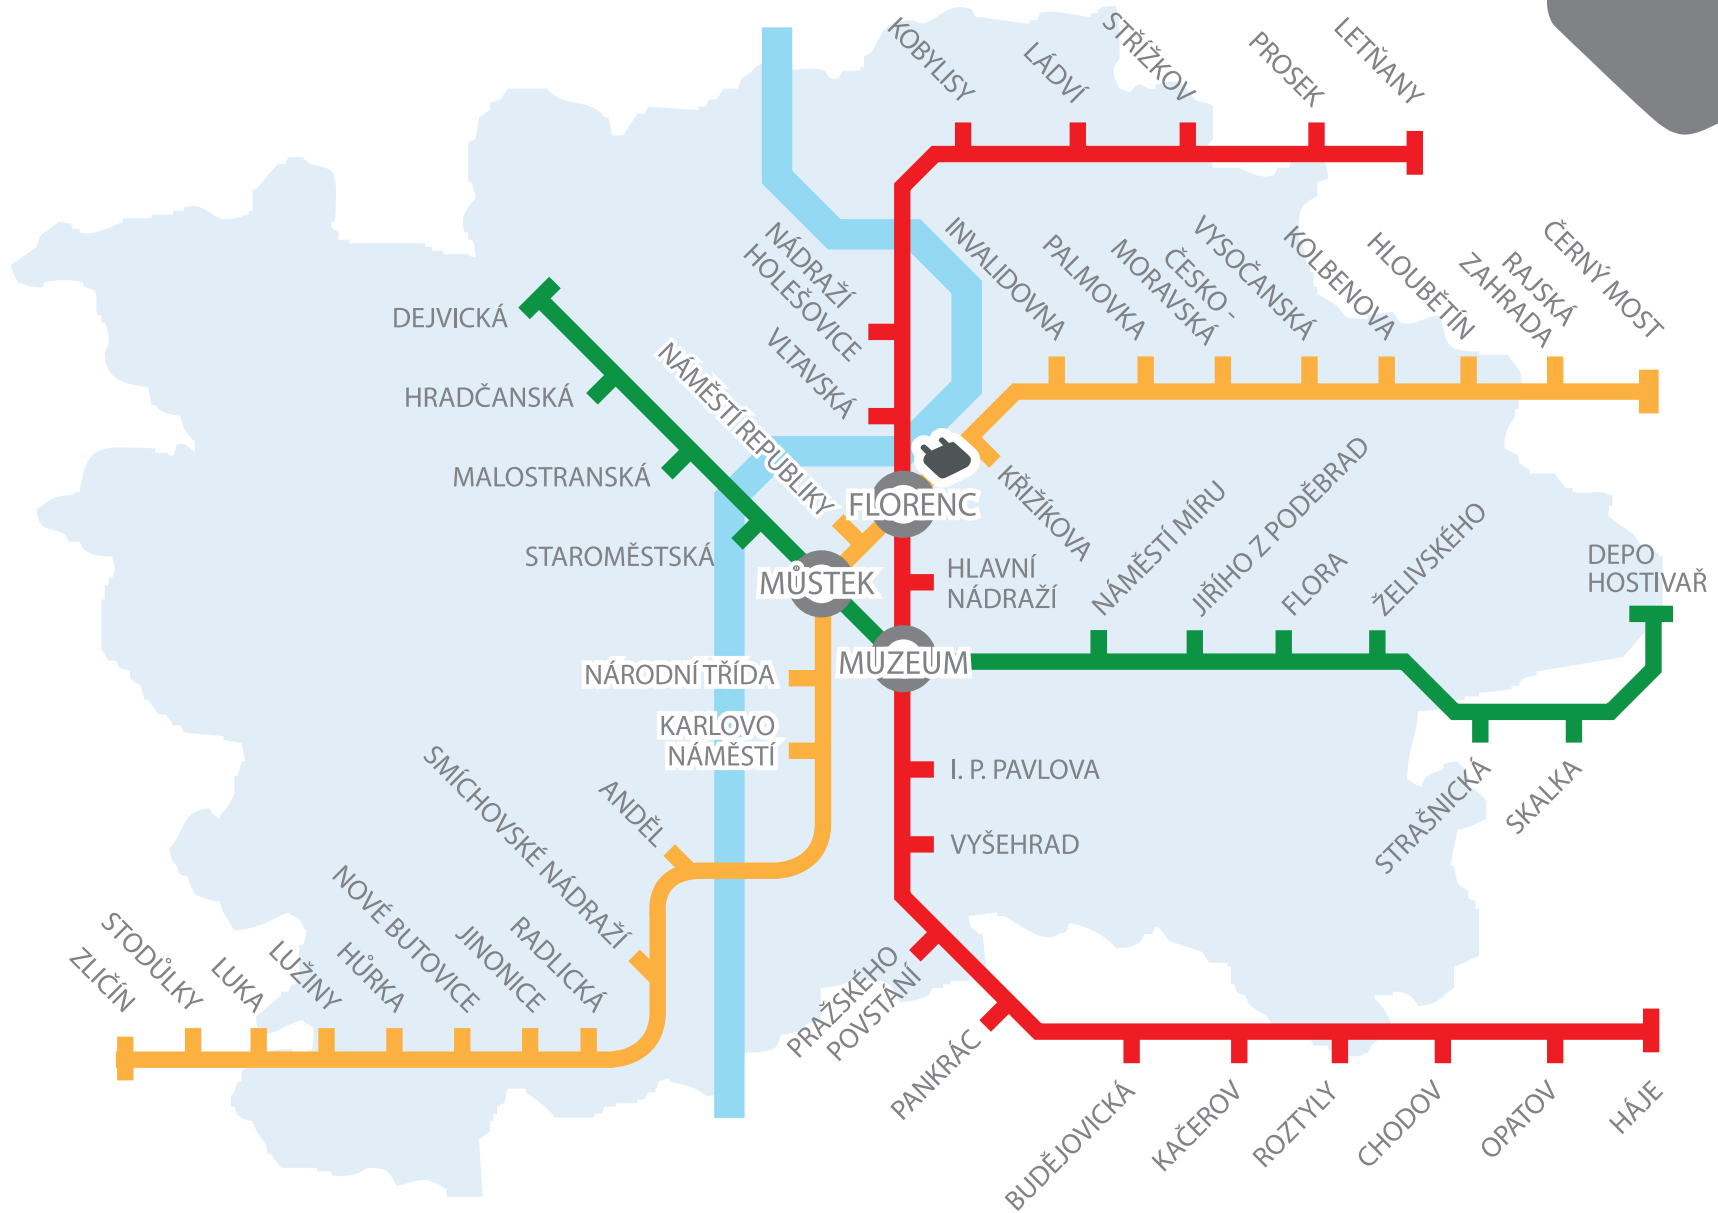 KOBYLISY
LÁDVÍ
STŘÍŽKOV
PROSEK
LETŇANY
NÁDRAŽÍ
HOLEŠOVICE
VLTAVSKÁ
INVALIDOVNA
PALMOVKA
ČESKO -
MORAVSKÁ
VYSOČANSKÁ
KOLBENOVA
HLOUBĚTÍN
RAJSKÁ
ZAHRADA
ČERNÝ MOST
DEJVICKÁ
HRADČANSKÁ
MALOSTRANSKÁ
STAROMĚSTSKÁ
NÁMĚSTÍ REPUBLIKY
FLORENC
KŘIŽÍKOVA
MŮSTEK
HLAVNÍ
NÁDRAŽÍ
MUZEUM
NÁMĚSTÍ MÍRU
JIŘÍHO Z PODĚBRAD
FLORA
ŽELIVSKÉHO
DEPO
HOSTIVAŘ
STRAŠNICKÁ
SKALKA
NÁRODNÍ TŘÍDA
KARLOVO
NÁMĚSTÍ
I. P. PAVLOVA
VYŠEHRAD
ANDĚL
SMÍCHOVSKÉ NÁDRAŽÍ
ZLIČÍN
STODŮLKY
LUKA
LUŽINY
HŮRKA
NOVÉ BUTOVICE
JINONICE
RADLICKÁ
PRAŽSKÉHO
POVSTÁNÍ
PANKRÁC
BUDĚJOVICKÁ
KAČEROV
ROZTYLY
CHODOV
OPATOV
HÁJE